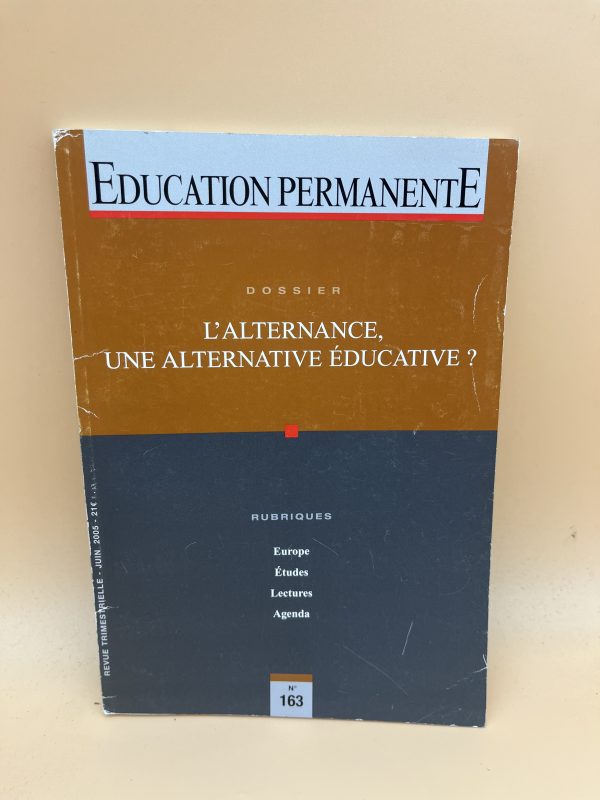 EDUCATION PERMANENTE
DOSSIER
L'ALTERNANCE,
UNE ALTERNATIVE ÉDUCATIVE ?
RUBRIQUES
Europe
Études
Lectures
Agenda
REVUE TRIMESTRIELLE - JUIN 2005 - 21€
N°
163